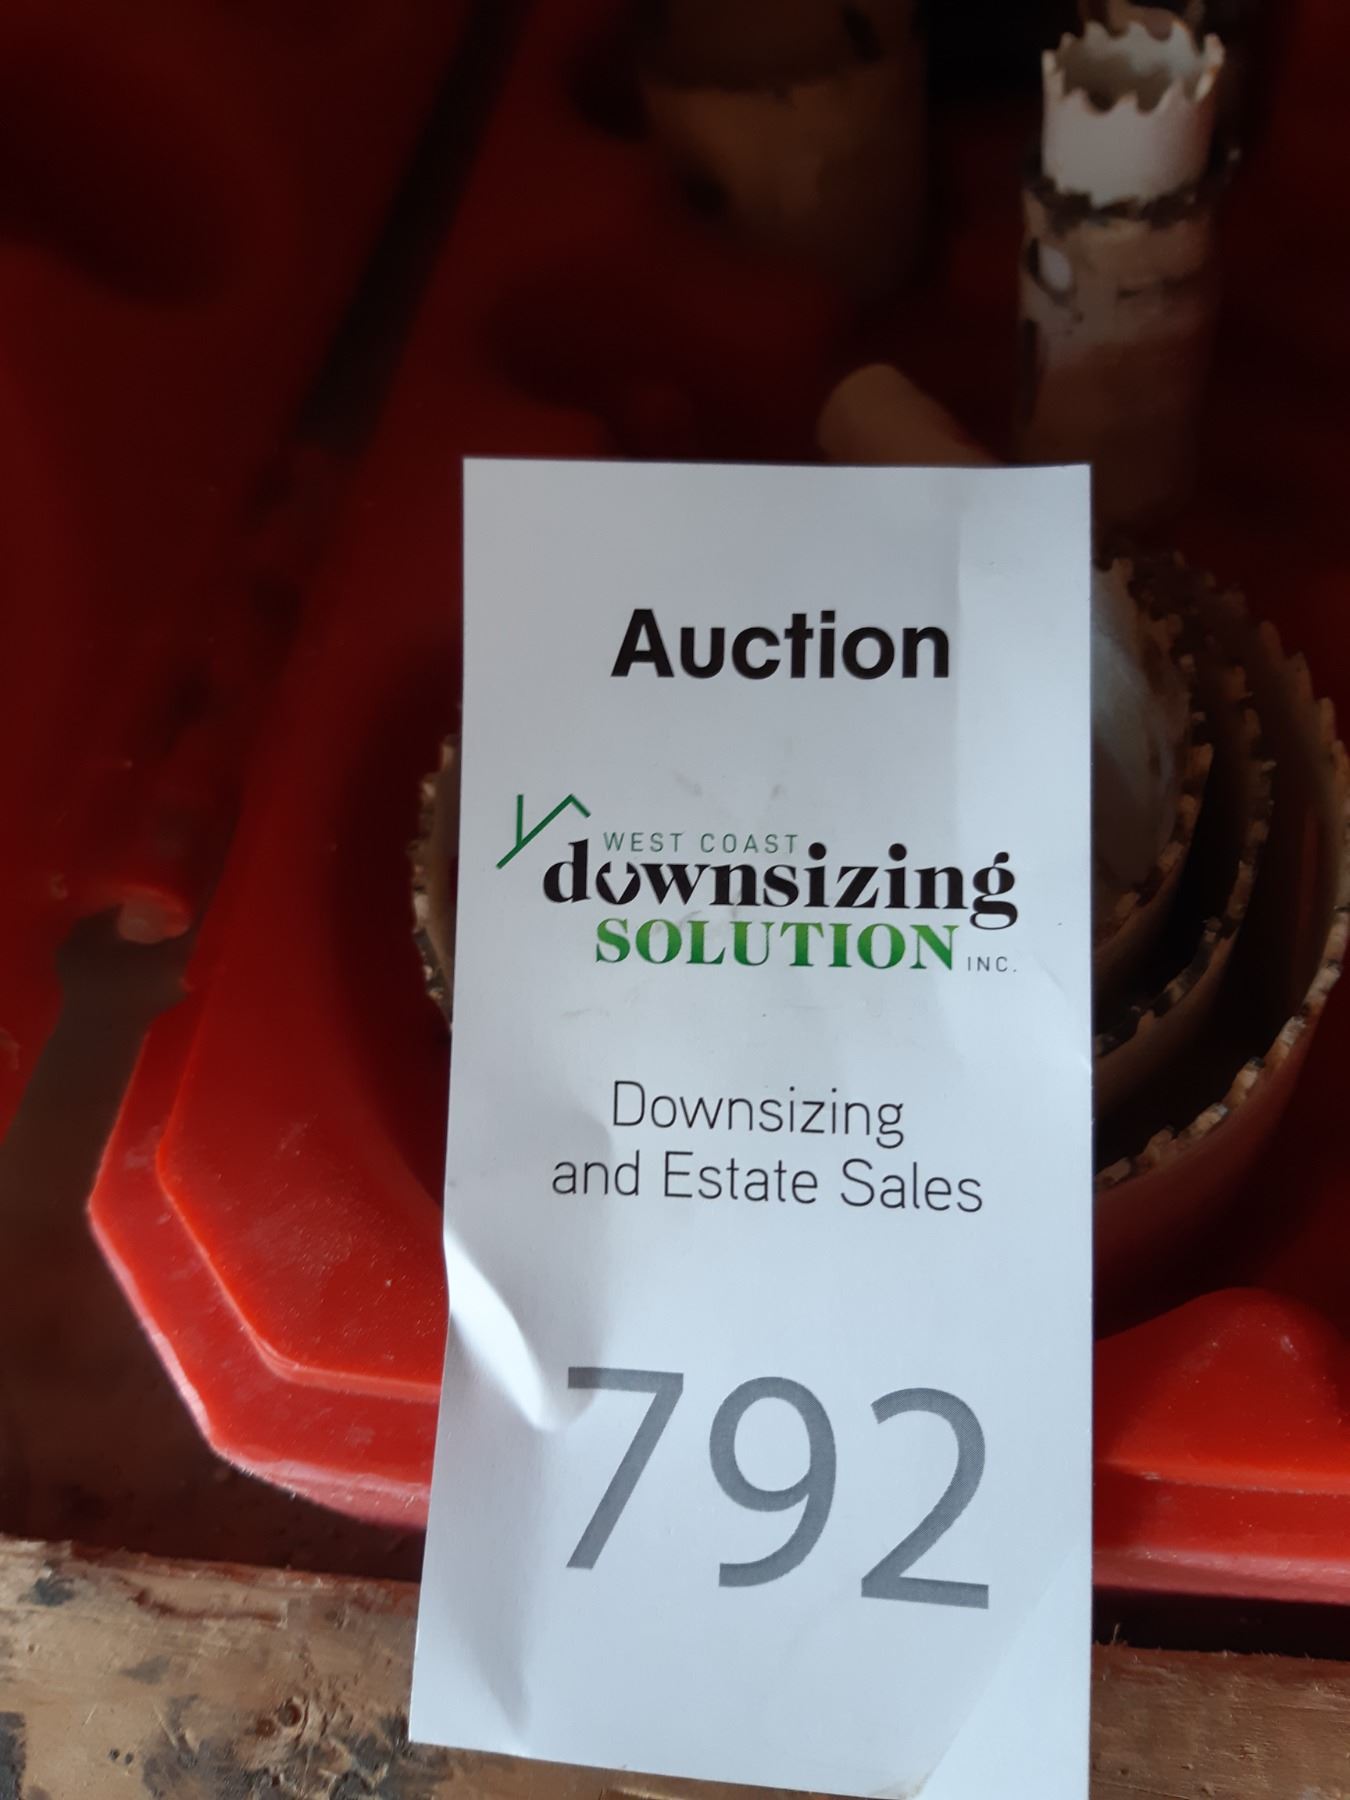 Auction
WEST COAST
downsizing
SOLUTION INC.
Downsizing
and Estate Sales
792